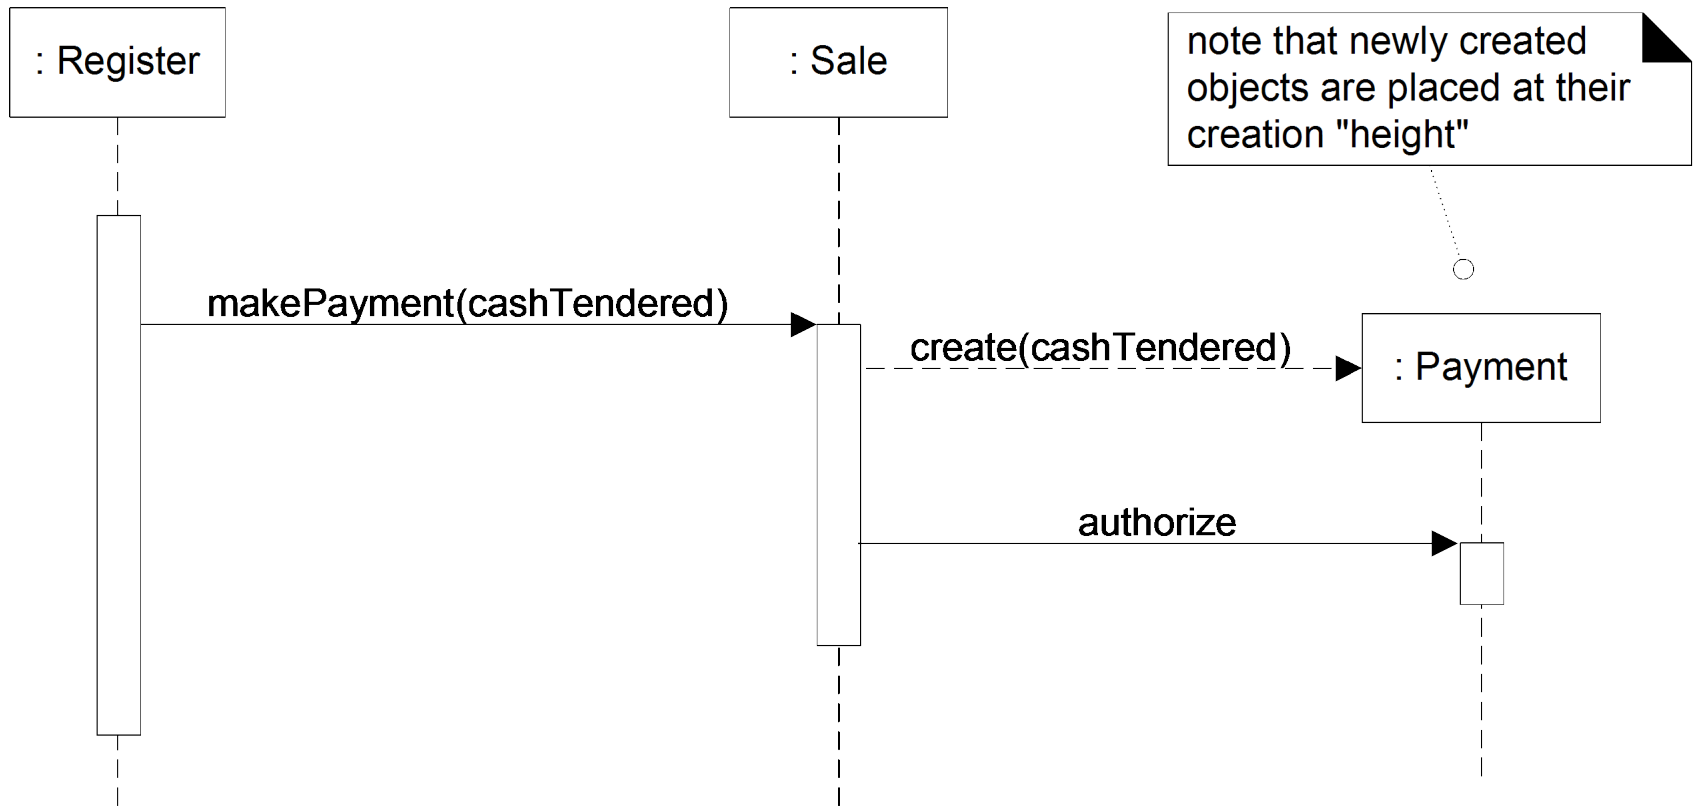 : Register
: Sale
note that newly created
objects are placed at their
creation "height"
makePayment(cashTendered)
create(cashTendered)
: Payment
authorize